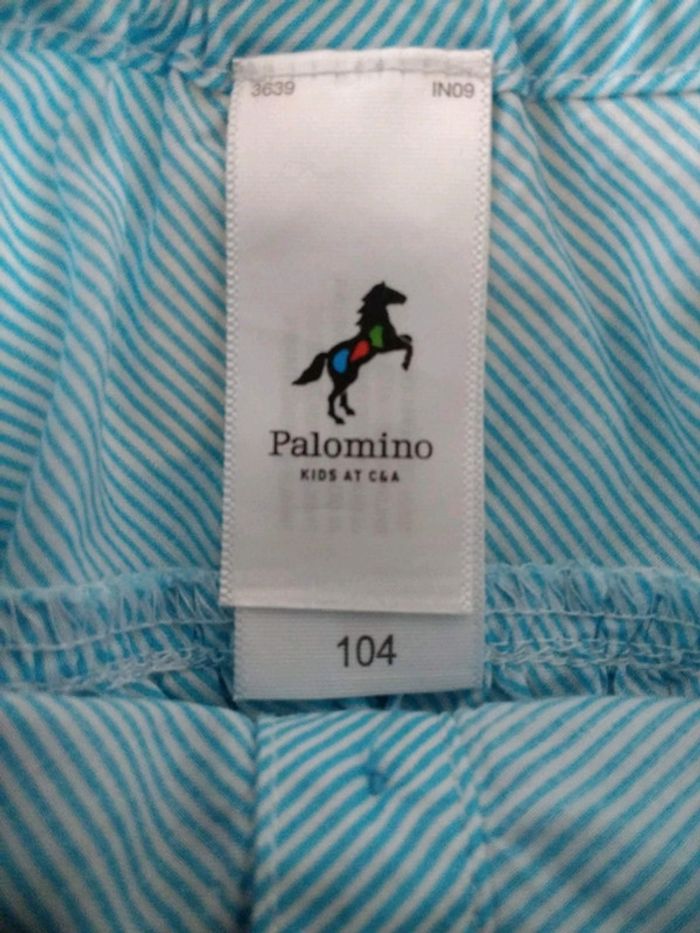 3639 IN09
Palomino
KIDS AT C&A
104